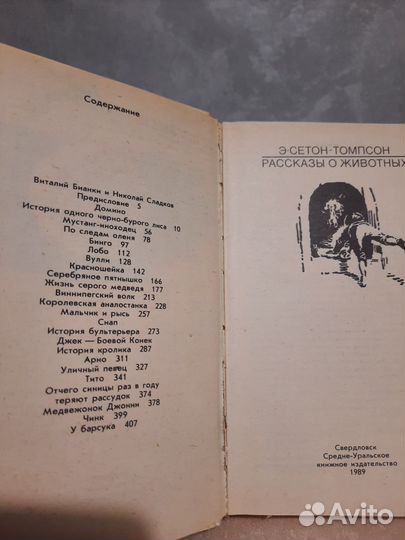 Содержание
Виталий Бианки и Николай Сладков
Предисловие 5
Домино
История одного черно-бурого лиса 10
Мустанг-иноходец 56
По следам оленя 78
Бинго 97
Лобо 112
Вулли 128
Красношейка 142
Серебряное пятнышко 166
Жизнь серого медведя 177
Виннипегский волк 213
Королевская аналостанка 228
Мальчик и рысь 257
Снап
История бультерьера 273
Джек — Боевой Конек
История кролика 287
Арно 311
Уличный певец 327
Тито 341
Отчего синицы раз в году
теряют рассудок 374
Медвежонок Джонни 378
Чинк 399
У барсука 407
Э·СЕТОН-ТОМПСОН
РАССКАЗЫ О ЖИВОТНЫХ
Свердловск
Средне-Уральское
книжное издательство
1989
Avito